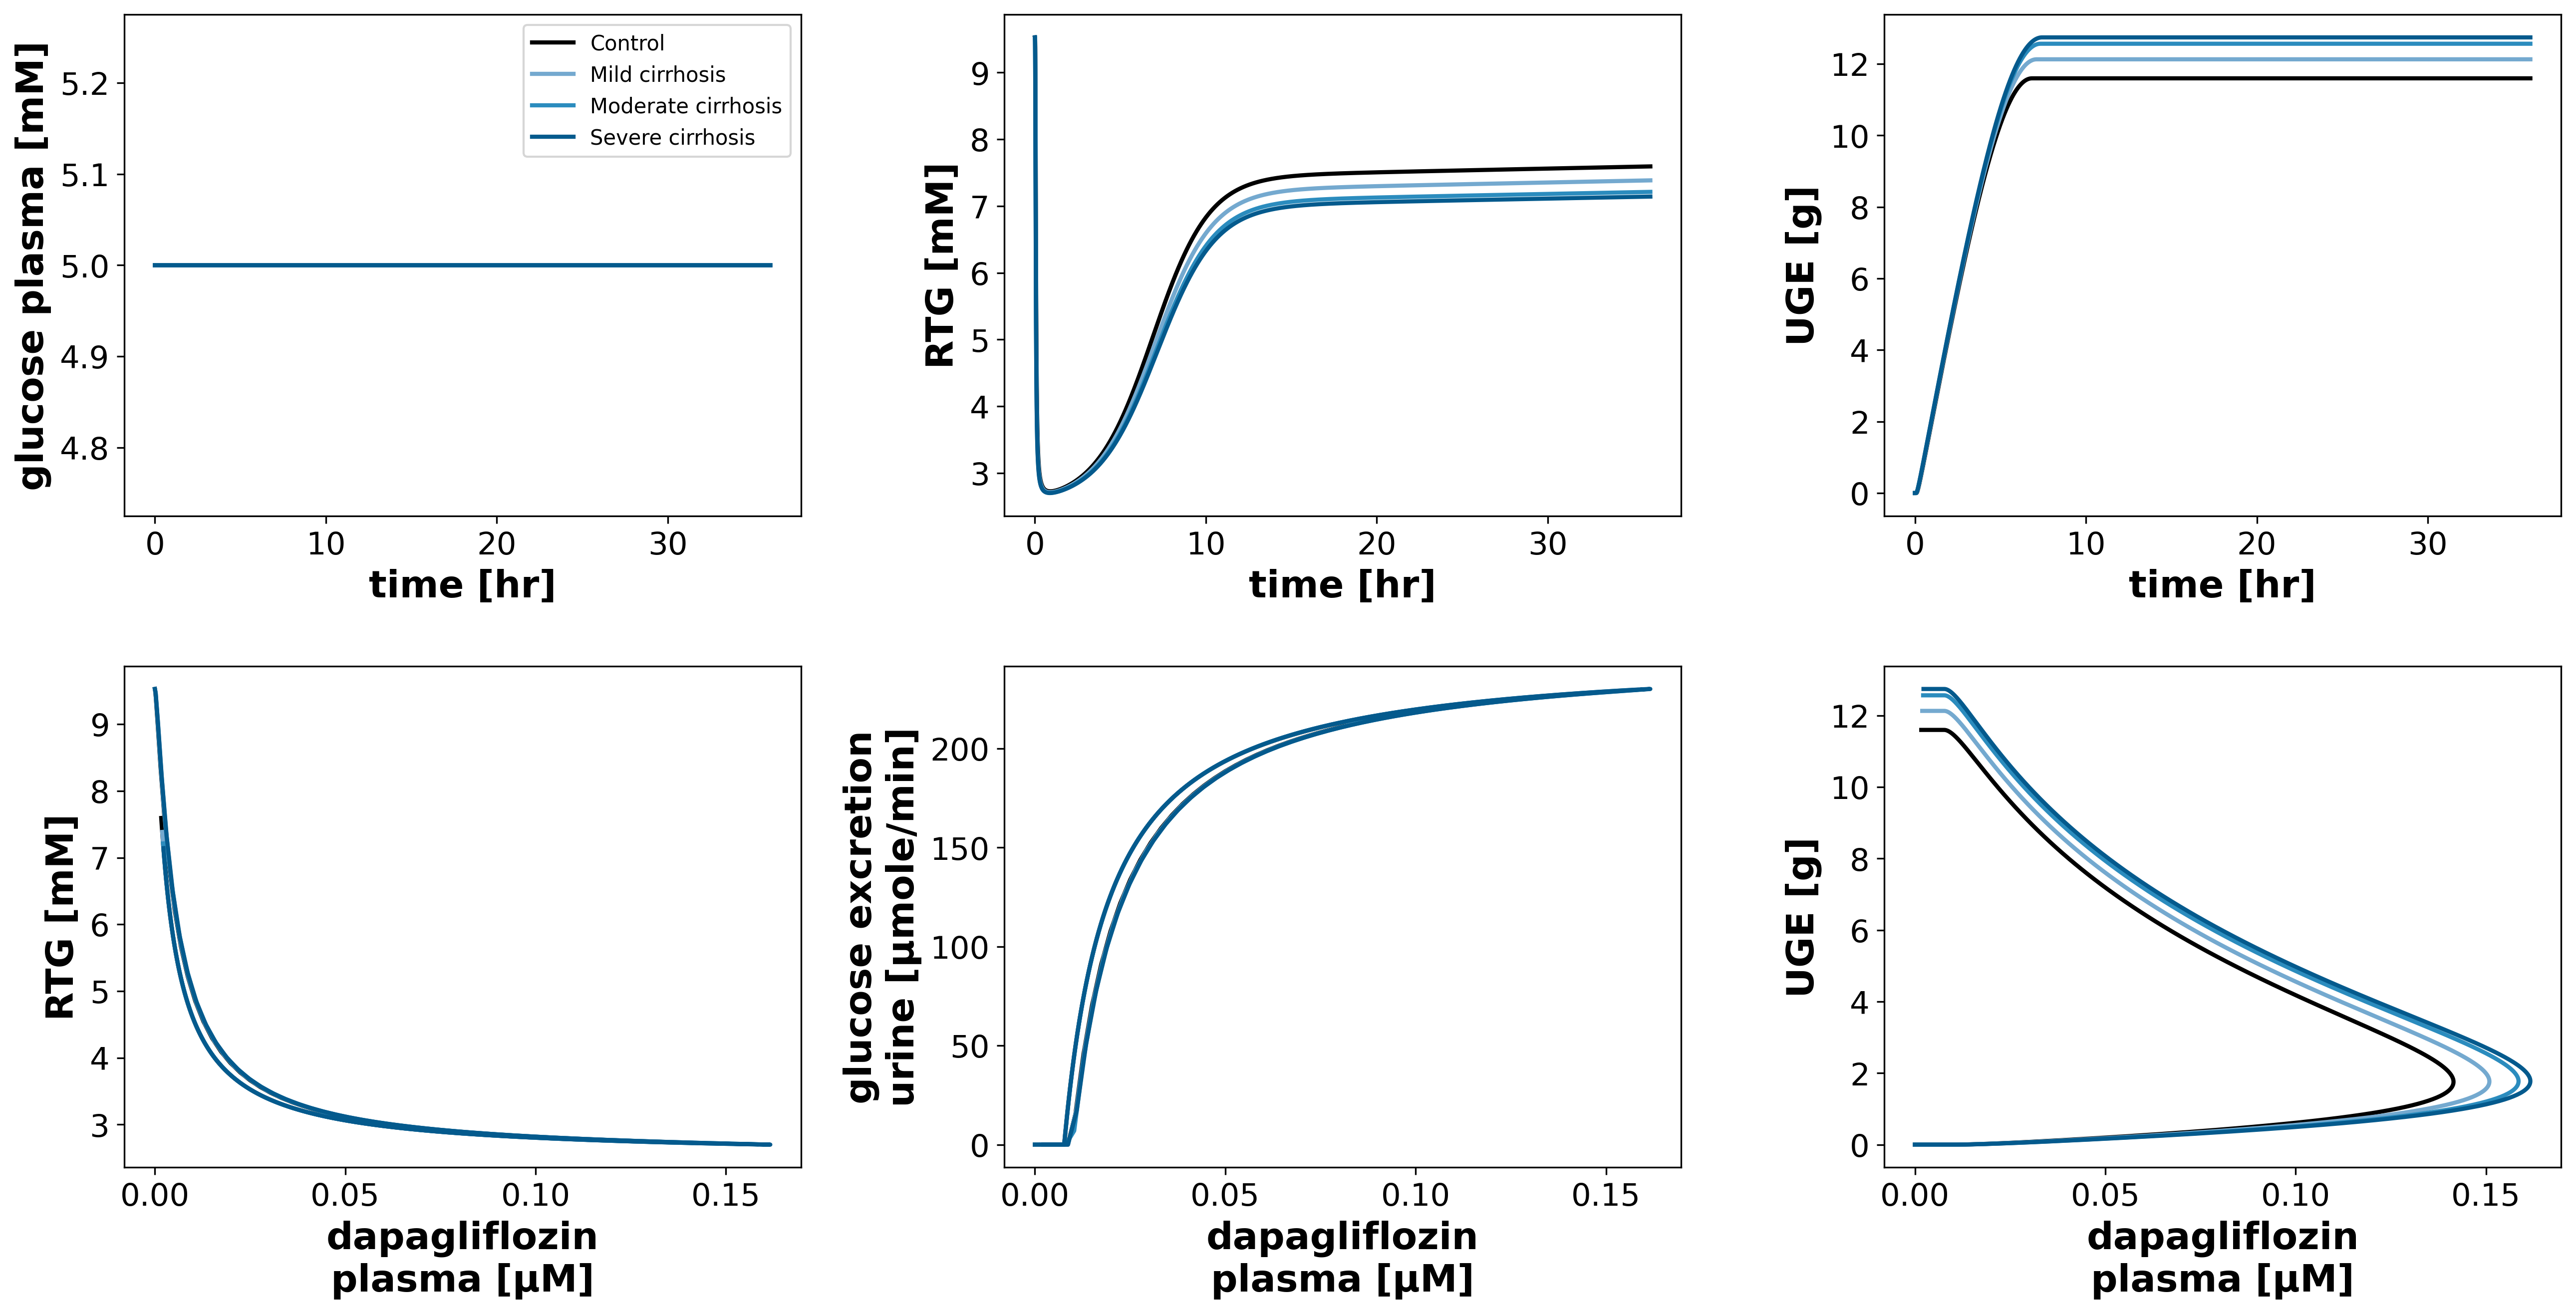 glucose plasma [mM]
5.2
5.1
5.0
4.9
4.8
0 10 20 30
time [hr]
Control
Mild cirrhosis
Moderate cirrhosis
Severe cirrhosis
RTG [mM]
9
8
7
6
5
4
3
0 10 20 30
time [hr]
UGE [g]
12
10
8
6
4
2
0
0 10 20 30
time [hr]
RTG [mM]
9
8
7
6
5
4
3
0.00 0.05 0.10 0.15
dapagliflozin
plasma [µM]
glucose excretion
urine [µmole/min]
200
150
100
50
0
0.00 0.05 0.10 0.15
dapagliflozin
plasma [µM]
UGE [g]
12
10
8
6
4
2
0
0.00 0.05 0.10 0.15
dapagliflozin
plasma [µM]